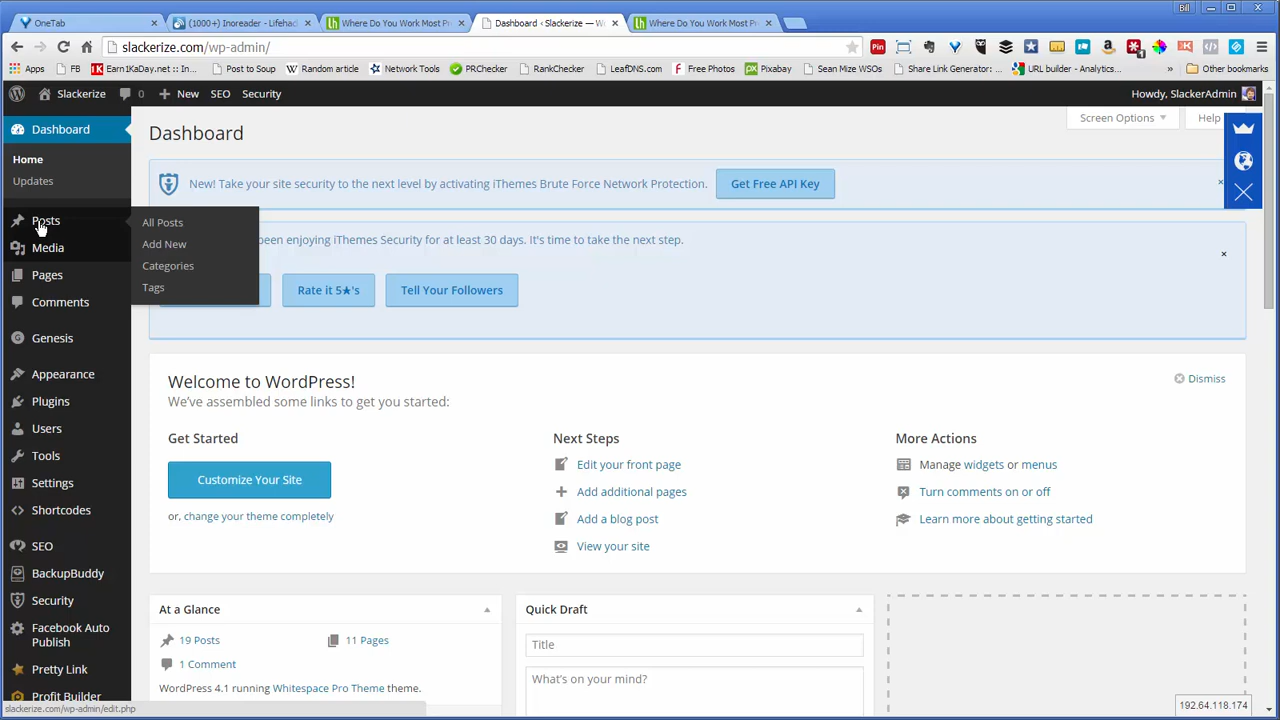 Bill
OneTab
(1000+) Inoreader - Lifeha
Where Do You Work Most Pr
Dashboard ‹ Slackerize — W
Where Do You Work Most Pr
slackerize.com/wp-admin/
Apps
FB
Earn1KaDay.net :: In...
Post to Soup
Random article
Network Tools
PRChecker
RankChecker
LeafDNS.com
Free Photos
Pixabay
Sean Mize WSOs
Share Link Generator: ...
URL builder - Analytics...
»
Other bookmarks
Slackerize
0
New
SEO
Security
Howdy, SlackerAdmin
Dashboard
Home
Updates
Posts
Media
Pages
Comments
Genesis
Appearance
Plugins
Users
Tools
Settings
Shortcodes
SEO
BackupBuddy
Security
Facebook Auto
Publish
Pretty Link
Profit Builder
All Posts
Add New
Categories
Tags
Dashboard
Screen Options
Help
New! Take your site security to the next level by activating iThemes Brute Force Network Protection.
Get Free API Key
been enjoying iThemes Security for at least 30 days. It's time to take the next step.
Rate it 5★'s
Tell Your Followers
Welcome to WordPress!
We've assembled some links to get you started:
Dismiss
Get Started
Customize Your Site
or, change your theme completely
Next Steps
Edit your front page
Add additional pages
Add a blog post
View your site
More Actions
Manage widgets or menus
Turn comments on or off
Learn more about getting started
At a Glance
19 Posts
11 Pages
1 Comment
WordPress 4.1 running Whitespace Pro Theme theme.
Quick Draft
Title
What's on your mind?
slackerize.com/wp-admin/edit.php
192.64.118.174